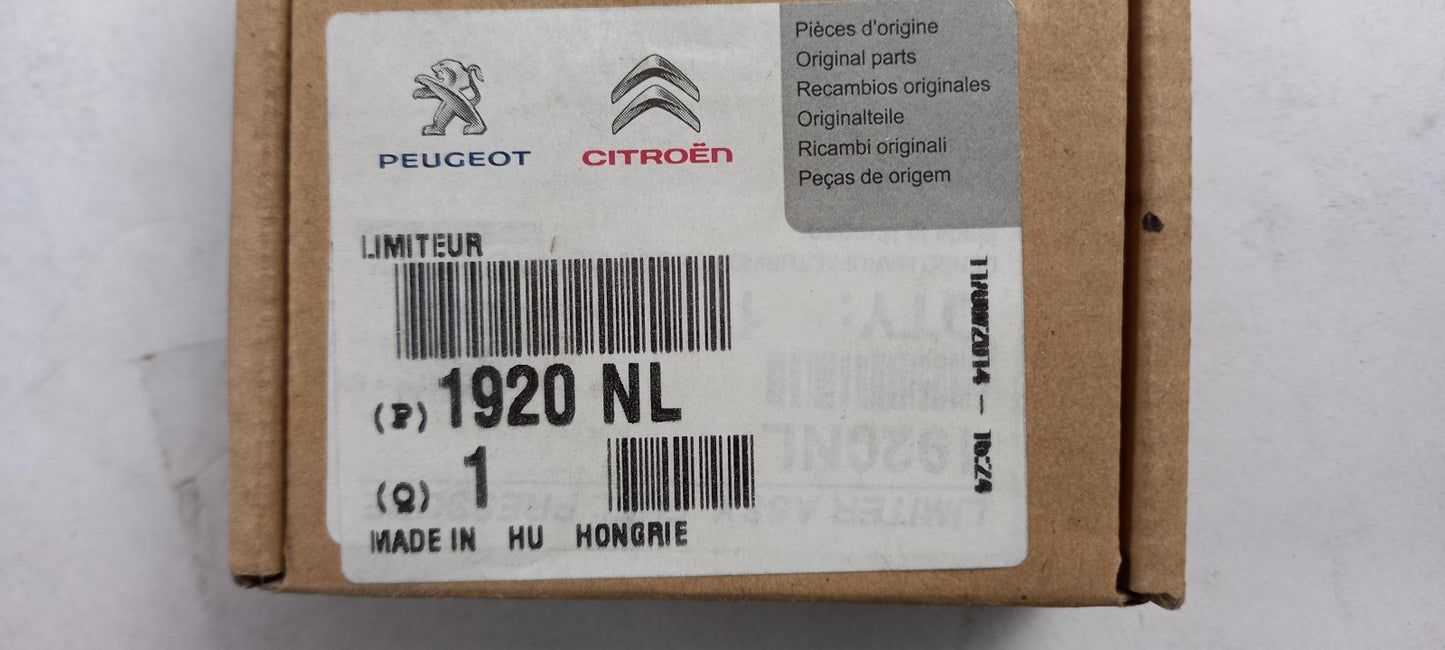 PEUGEOT
CITROËN
Pièces d'origine
Original parts
Recambios originales
Originalteile
Ricambi originali
Peças de origem
LIMITEUR
(P) 1920 NL
(Q) 1
MADE IN HU HONGRIE